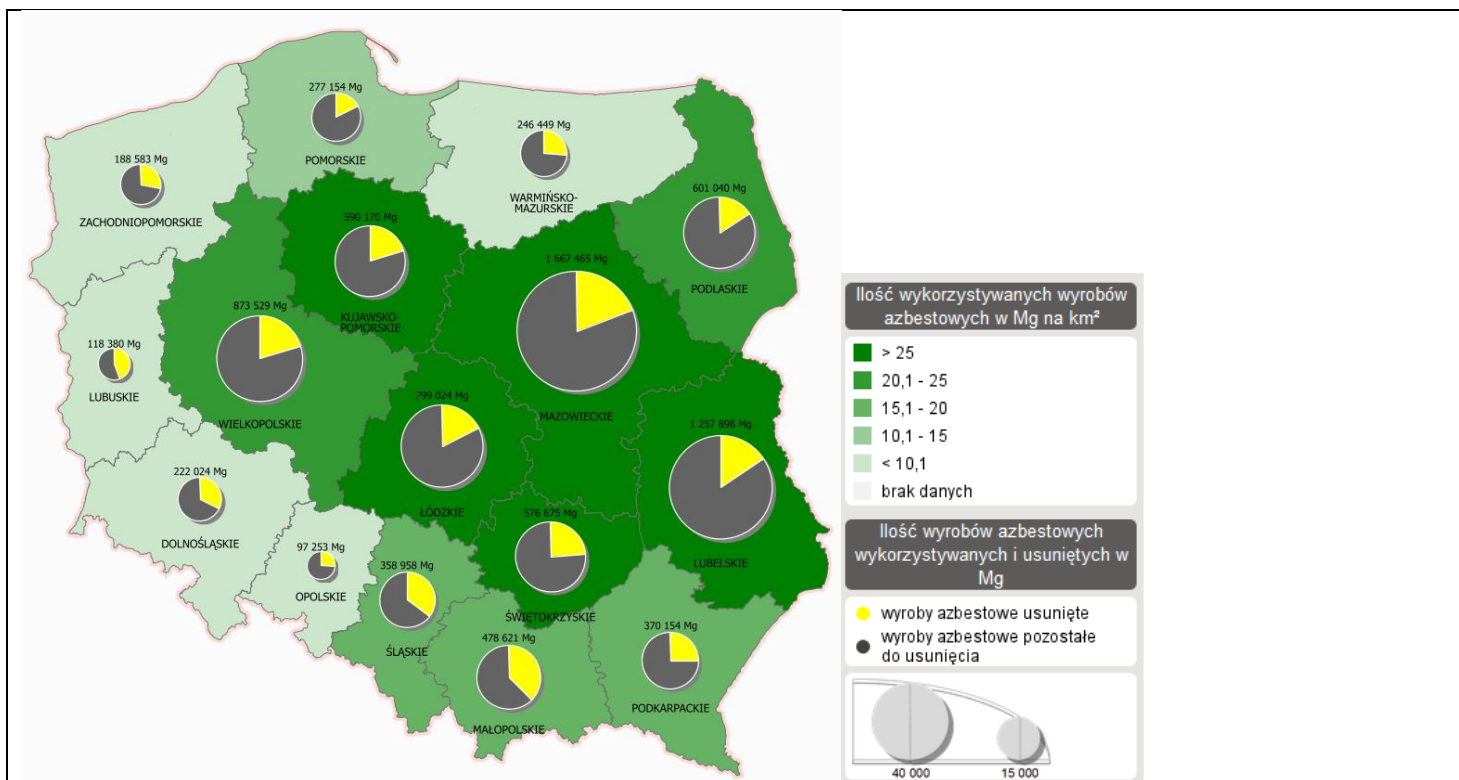 277 154 Mg
POMORSKIE
246 449 Mg
WARMIŃSKO-
MAZURSKIE
188 583 Mg
ZACHODNIOPOMORSKIE
601 040 Mg
PODLASKIE
590 170 Mg
KUJAWSKO-
POMORSKIE
1 667 465 Mg
MAZOWIECKIE
873 529 Mg
WIELKOPOLSKIE
118 380 Mg
LUBUSKIE
799 024 Mg
ŁÓDZKIE
1 257 898 Mg
LUBELSKIE
222 024 Mg
DOLNOŚLĄSKIE
97 253 Mg
OPOLSKIE
358 958 Mg
ŚLĄSKIE
576 675 Mg
ŚWIĘTOKRZYSKIE
478 621 Mg
MAŁOPOLSKIE
370 154 Mg
PODKARPACKIE
Ilość wykorzystywanych wyrobów
azbestowych w Mg na km²
> 25
20,1 - 25
15,1 - 20
10,1 - 15
< 10,1
brak danych
Ilość wyrobów azbestowych
wykorzystywanych i usuniętych w
Mg
wyroby azbestowe usunięte
wyroby azbestowe pozostałe
do usunięcia
40 000
15 000